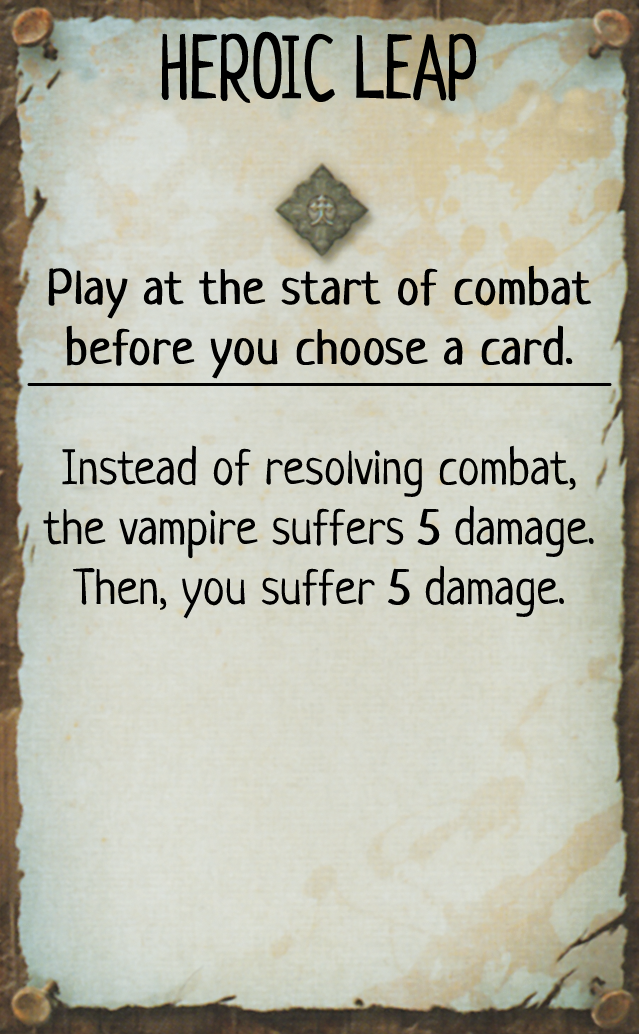 HEROIC LEAP
Play at the start of combat
before you choose a card.
Instead of resolving combat,
the vampire suffers 5 damage.
Then, you suffer 5 damage.